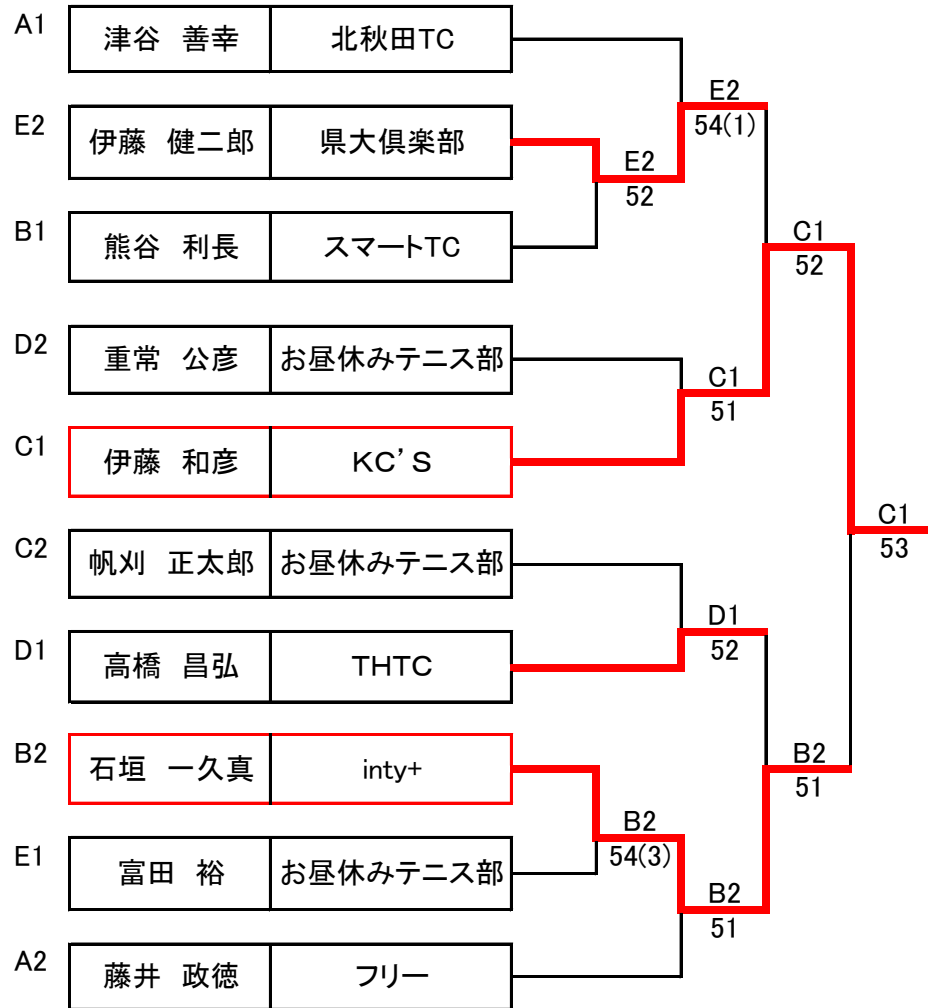 A1 津谷 善幸 北秋田TC
E2
54(1)
E2 伊藤 健二郎 県大倶楽部
E2
52
B1 熊谷 利長 スマートTC
C1
52
D2 重常 公彦 お昼休みテニス部
C1
51
C1 伊藤 和彦 KC'S
C1
53
C2 帆刈 正太郎 お昼休みテニス部
D1
52
D1 高橋 昌弘 THTC
B2 石垣 一久真 inty+
B2
51
B2
54(3)
E1 富田 裕 お昼休みテニス部
B2
51
A2 藤井 政徳 フリー